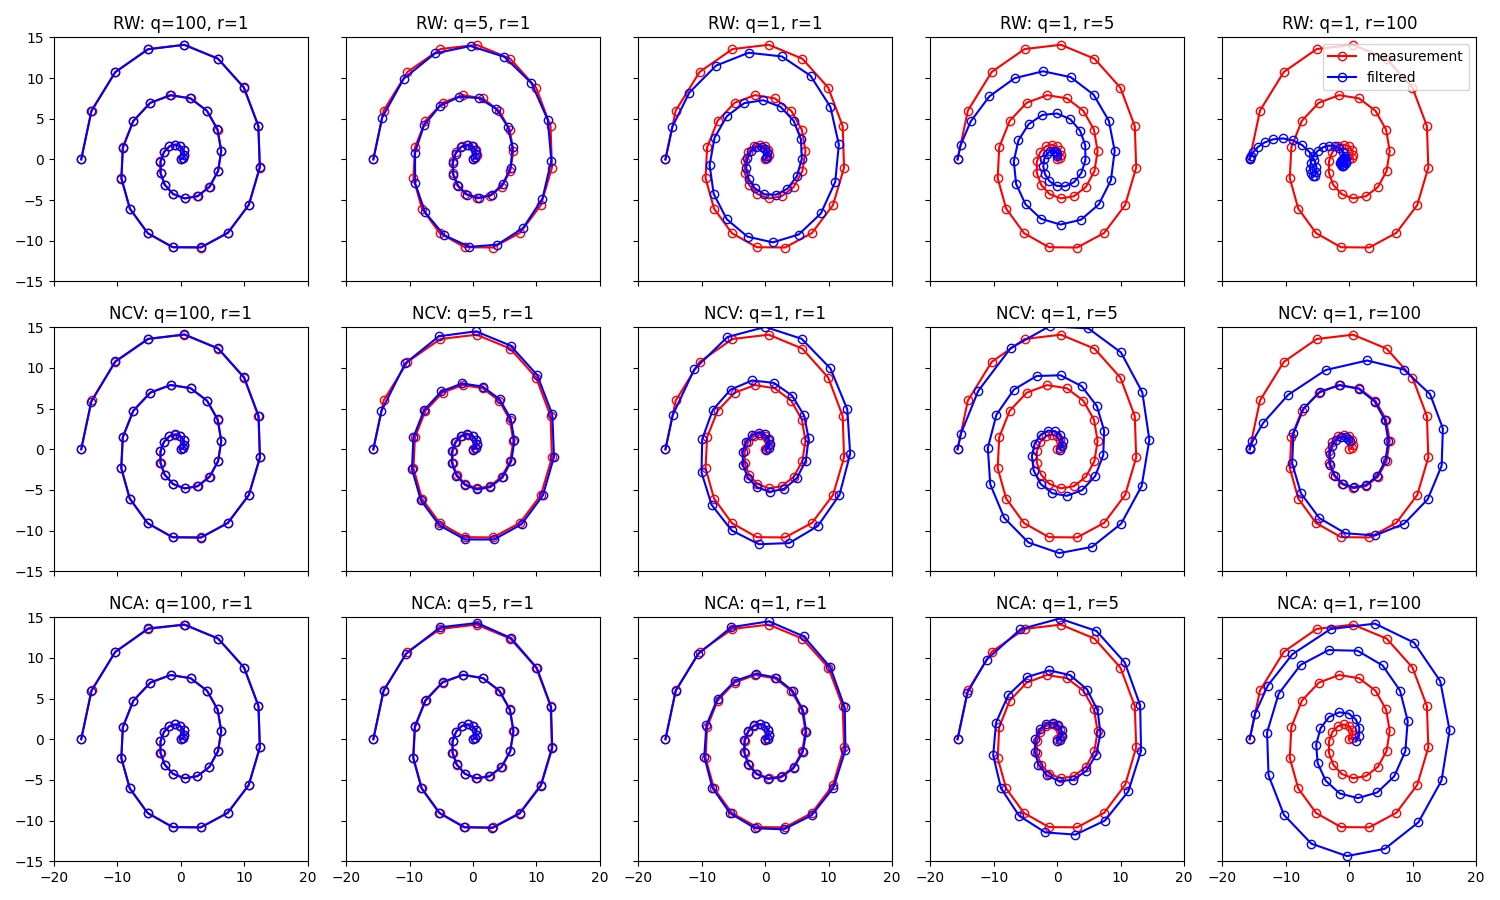 RW: q=100, r=1
RW: q=5, r=1
RW: q=1, r=1
RW: q=1, r=5
RW: q=1, r=100
measurement
filtered
15
10
5
0
−5
−10
−15
NCV: q=100, r=1
NCV: q=5, r=1
NCV: q=1, r=1
NCV: q=1, r=5
NCV: q=1, r=100
15
10
5
0
−5
−10
−15
NCA: q=100, r=1
NCA: q=5, r=1
NCA: q=1, r=1
NCA: q=1, r=5
NCA: q=1, r=100
15
10
5
0
−5
−10
−15
−20 −10 0 10 20
−20 −10 0 10 20
−20 −10 0 10 20
−20 −10 0 10 20
−20 −10 0 10 20